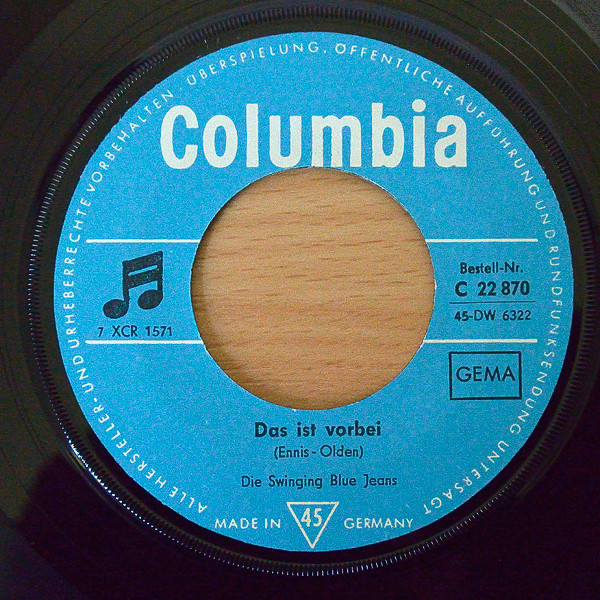 ALLE HERSTELLER- UND URHEBERRECHTE VORBEHALTEN. ÜBERSPIELUNG, ÖFFENTLICHE AUFFÜHRUNG UND RUNDFUNKSENDUNG UNTERSAGT
Columbia
7 XCR 1571
Bestell-Nr.
C 22 870
45-DW 6322
GEMA
Das ist vorbei
(Ennis-Olden)
Die Swinging Blue Jeans
MADE IN 45 GERMANY